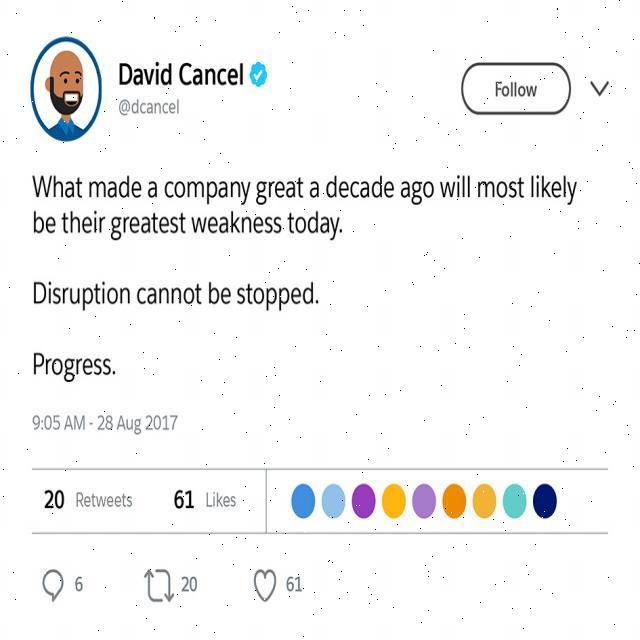 David Cancel
@dcancel
Follow
What made a company great a decade ago will most likely
be their greatest weakness today.
Disruption cannot be stopped.
Progress.
9:05 AM - 28 Aug 2017
20 Retweets 61 Likes
6 20 61